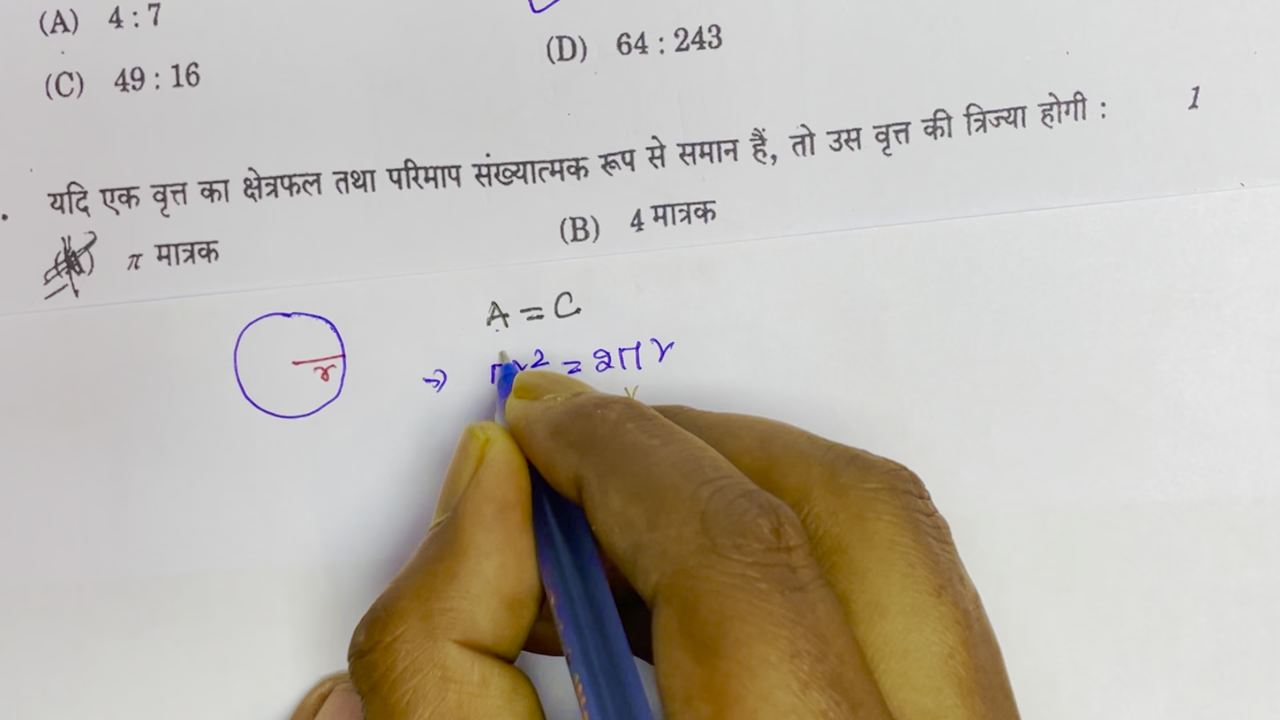 (A) 4 : 7
(C) 49 : 16
(D) 64 : 243
यदि एक वृत्त का क्षेत्रफल तथा परिमाप संख्यात्मक रूप से समान हैं, तो उस वृत्त की त्रिज्या होगी : 1
π मात्रक
(B) 4 मात्रक
A = C
r
⇒ πr² = 2πr